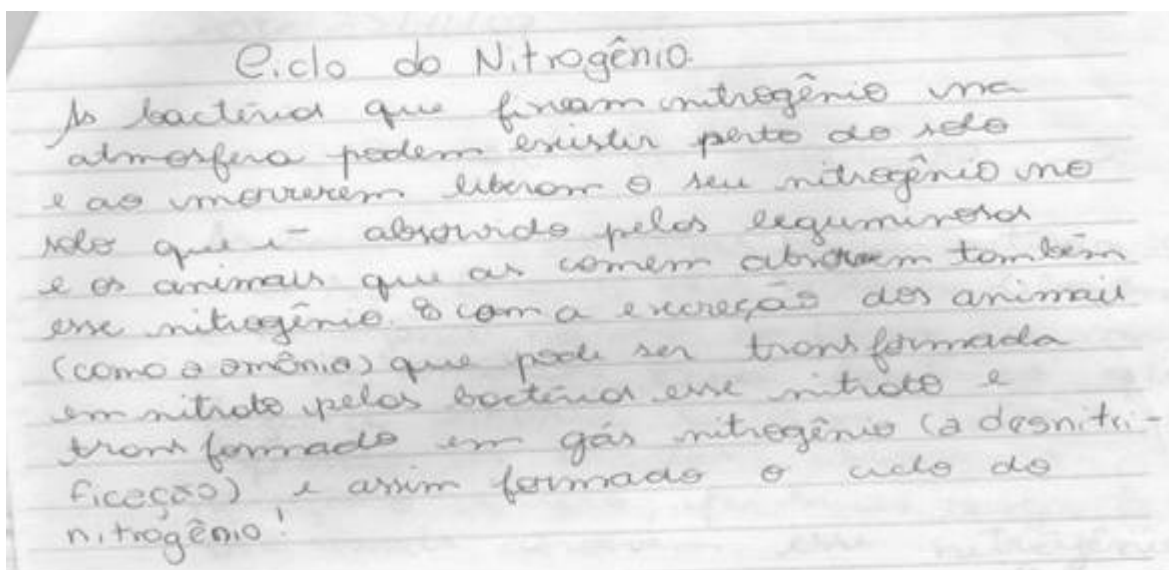 Ciclo do Nitrogênio
As bactérias que fixam nitrogênio na
atmosfera podem existir perto do solo
e ao morrerem liberam o seu nitrogênio no
solo que é absorvido pelas leguminosas
e os animais que as comem absorvem também
esse nitrogênio. E com a excreção dos animais
(como a amônia) que pode ser transformada
em nitrato pelas bactérias esse nitrato e
transformado em gás nitrogênio (a desnitri-
ficação) e assim formado o ciclo do
nitrogênio!